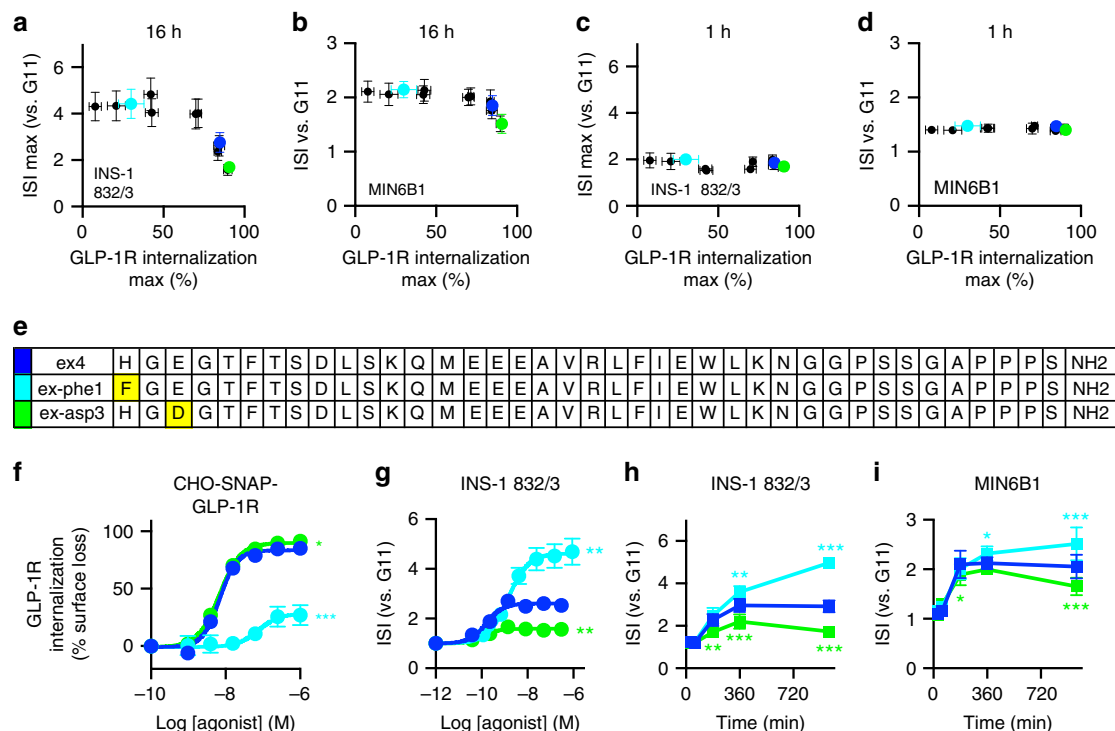 a
16 h
ISI max (vs. G11)
6
4
2
0
INS-1
832/3
0 50 100
GLP-1R internalization
max (%)
b
16 h
ISI vs. G11
3
2
1
0
MIN6B1
0 50 100
GLP-1R internalization
max (%)
c
1 h
ISI max (vs. G11)
6
4
2
0
INS-1 832/3
0 50 100
GLP-1R internalization
max (%)
d
1 h
ISI vs. G11
3
2
1
0
MIN6B1
0 50 100
GLP-1R internalization
max (%)
e
ex4 H G E G T F T S D L S K Q M E E E A V R L F I E W L K N G G P S S G A P P P S NH2
ex-phe1 F G E G T F T S D L S K Q M E E E A V R L F I E W L K N G G P S S G A P P P S NH2
ex-asp3 H G D G T F T S D L S K Q M E E E A V R L F I E W L K N G G P S S G A P P P S NH2
f
CHO-SNAP-
GLP-1R
GLP-1R
internalization
(% surface loss)
100
50
0
*
***
−10 −8 −6
Log [agonist] (M)
g
INS-1 832/3
ISI (vs. G11)
6
4
2
0
**
**
−12 −10 −8 −6
Log [agonist] (M)
h
INS-1 832/3
ISI (vs. G11)
6
4
2
0
***
**
** *** ***
0 360 720
Time (min)
i
MIN6B1
ISI (vs. G11)
3
2
1
0
***
*
* ***
0 360 720
Time (min)